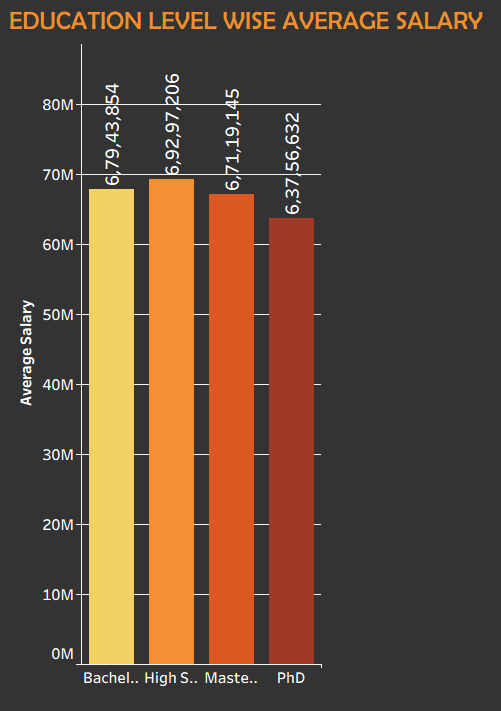 EDUCATION LEVEL WISE AVERAGE SALARY
80M
70M
60M
50M
40M
30M
20M
10M
0M
Average Salary
6,79,43,854
6,92,97,206
6,71,19,145
6,37,56,632
Bachel.. High S.. Maste.. PhD